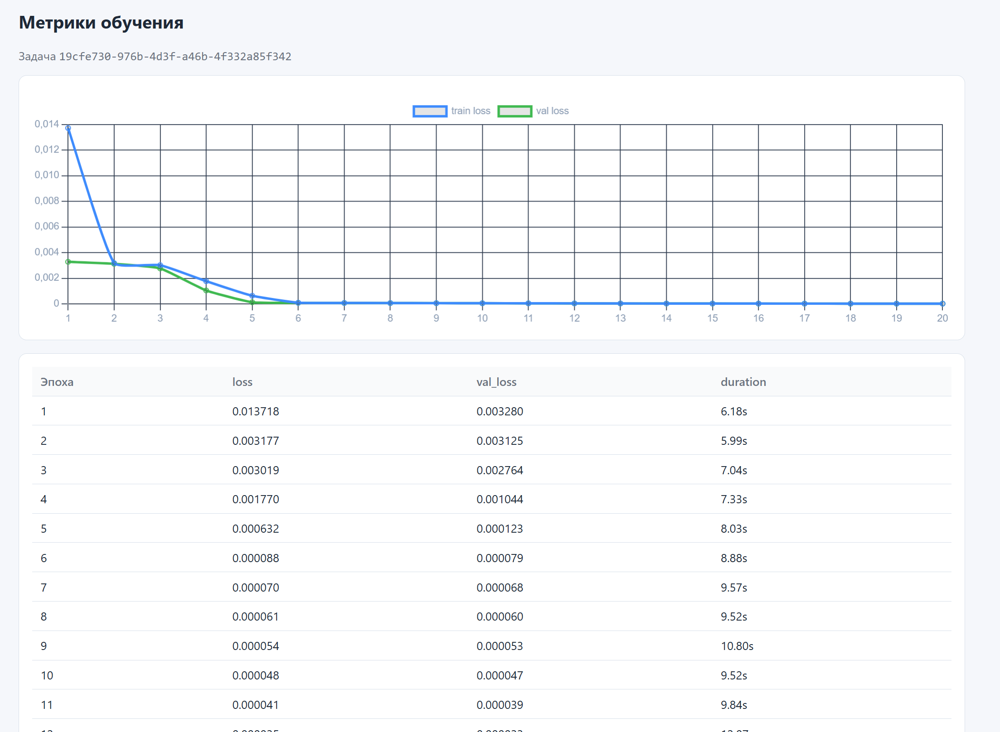 Метрики обучения
Задача 19cfe730-976b-4d3f-a46b-4f332a85f342
train loss val loss
0,014
0,012
0,010
0,008
0,006
0,004
0,002
0
1 2 3 4 5 6 7 8 9 10 11 12 13 14 15 16 17 18 19 20
Эпоха loss val_loss duration
1 0.013718 0.003280 6.18s
2 0.003177 0.003125 5.99s
3 0.003019 0.002764 7.04s
4 0.001770 0.001044 7.33s
5 0.000632 0.000123 8.03s
6 0.000088 0.000079 8.88s
7 0.000070 0.000068 9.57s
8 0.000061 0.000060 9.52s
9 0.000054 0.000053 10.80s
10 0.000048 0.000047 9.52s
11 0.000041 0.000039 9.84s